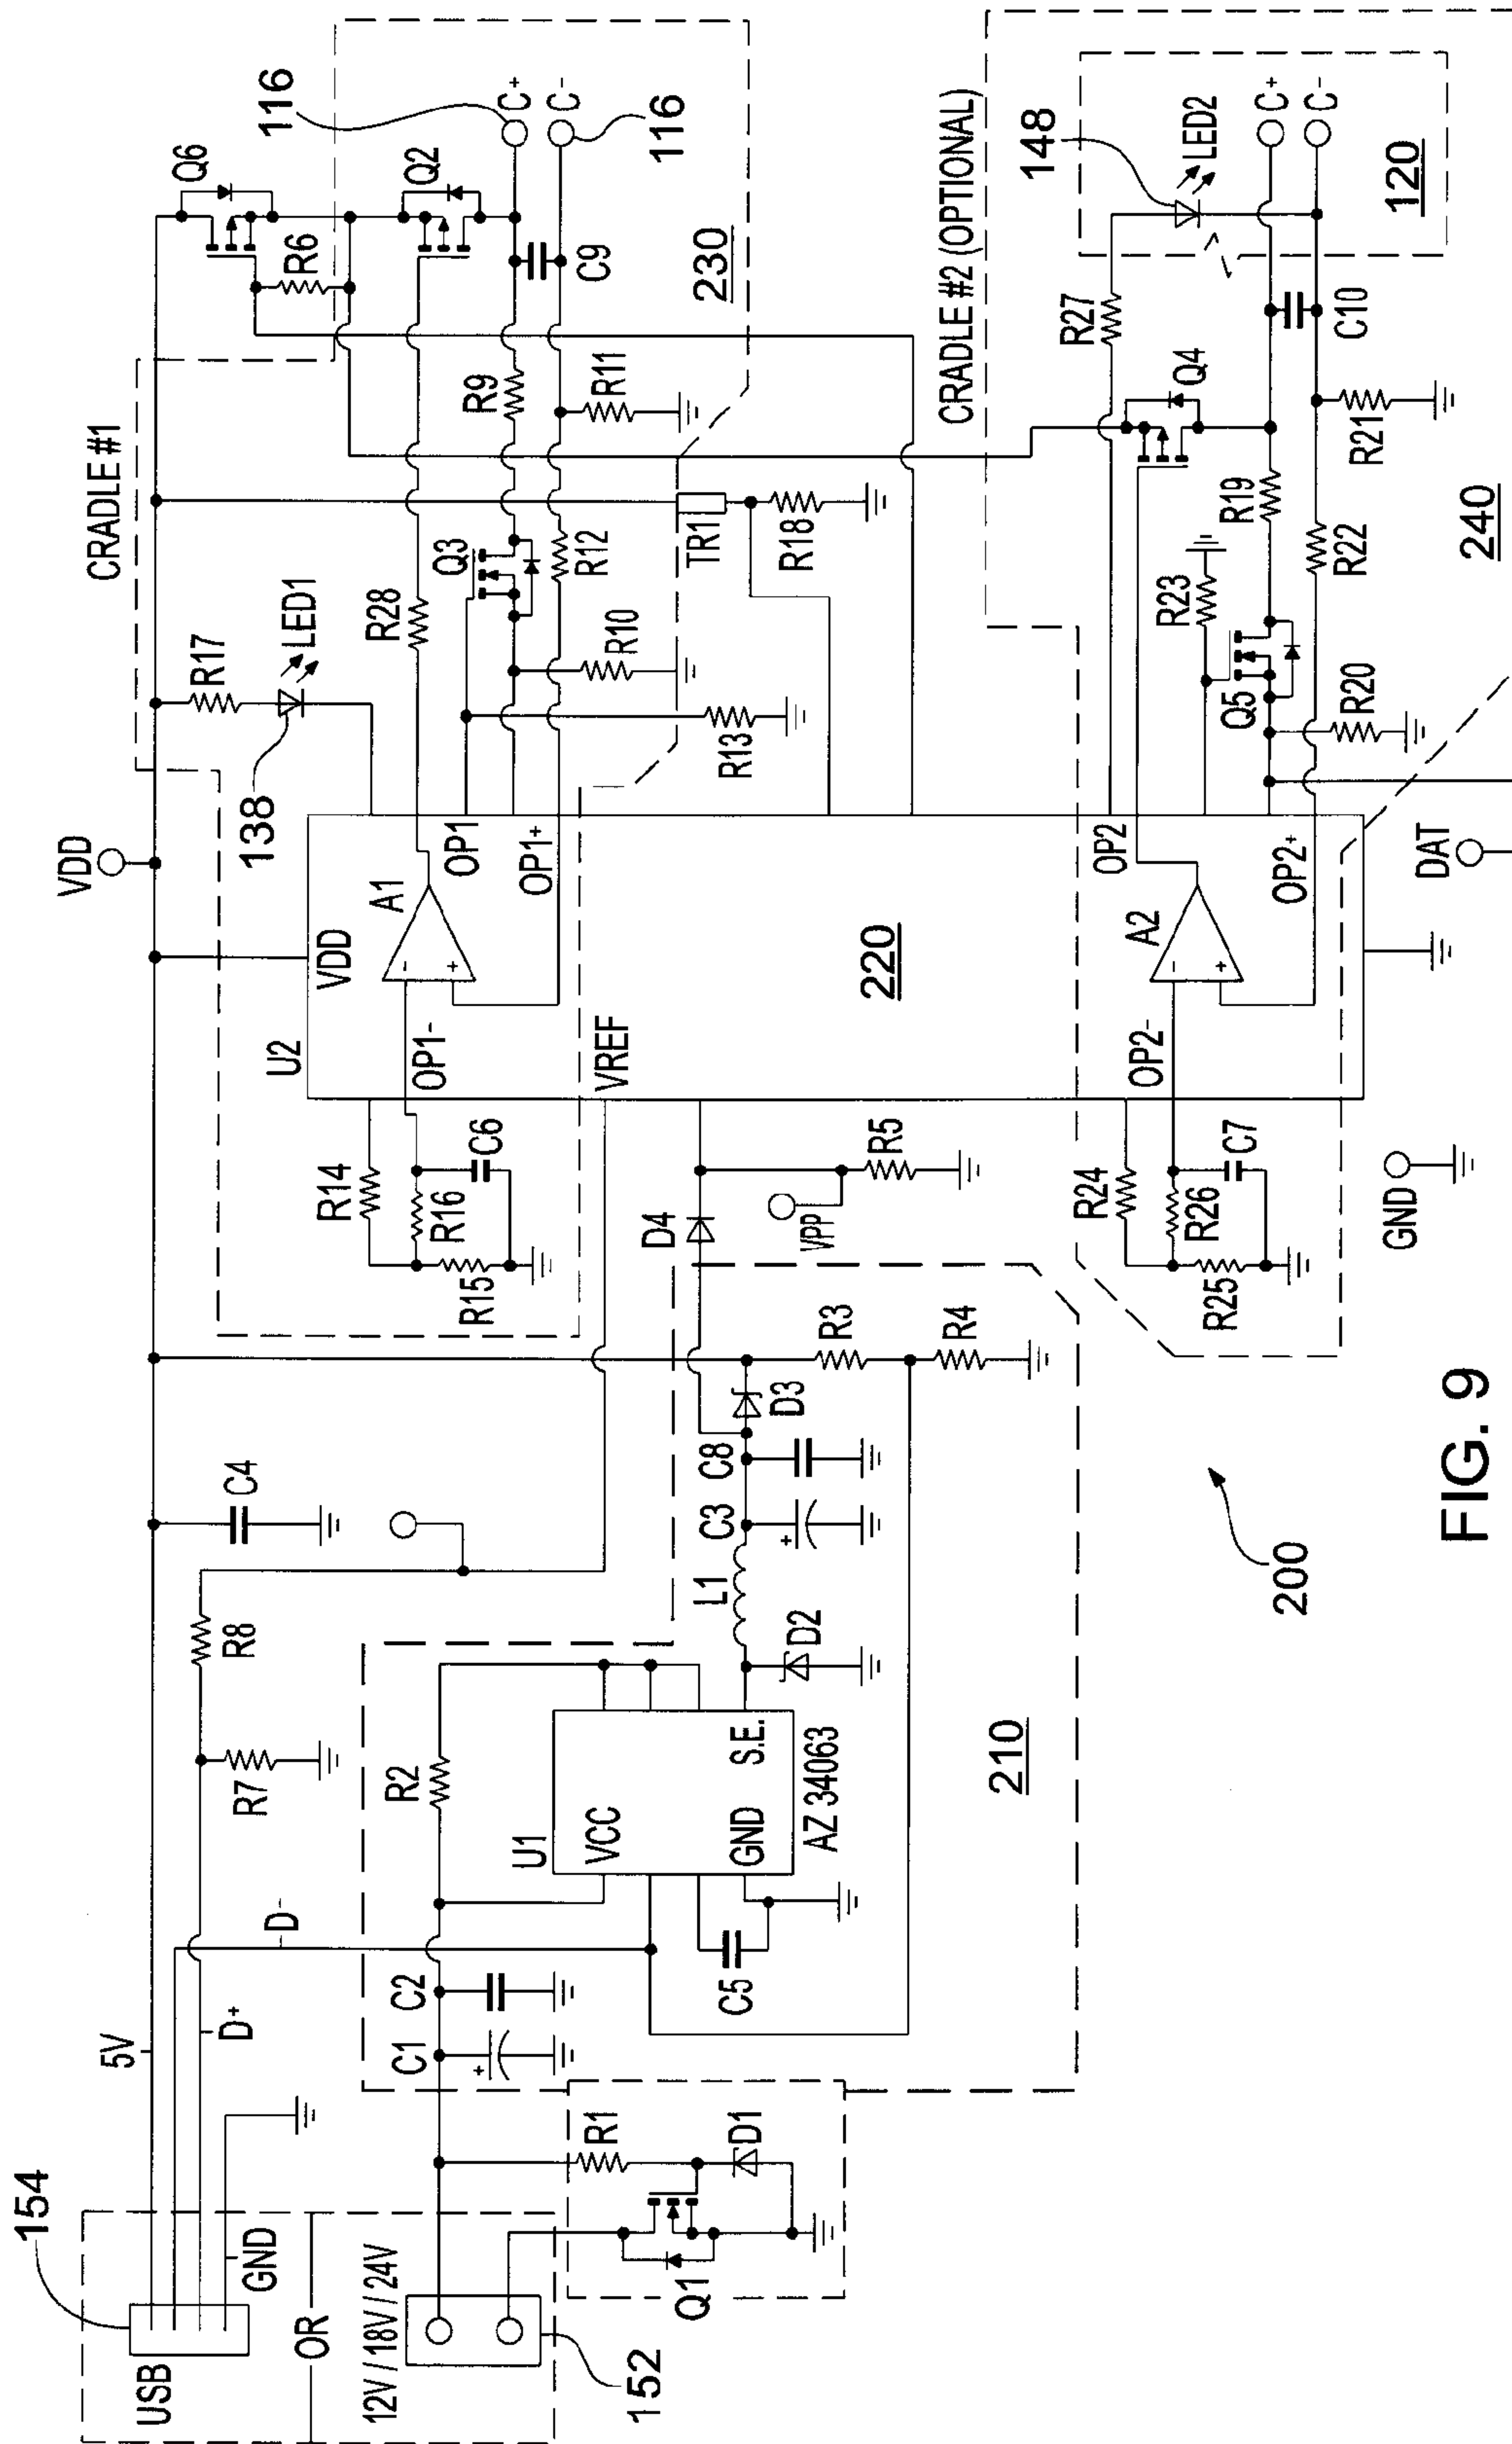 154
USB
OR
12V / 18V / 24V
152
5V
D+
D-
GND
Q1
R1
D1
C1
C2
R2
U1
VCC
GND
S.E.
AZ 34063
C5
210
D2
L1
C3
C8
D3
R3
R4
R7
R8
C4
D4
VPP
R5
VDD
CRADLE #1
138
LED1
R17
U2
VDD
A1
-
+
OP1-
OP1
OP1+
VREF
R14
R16
R15
C6
220
R28
Q3
R9
R10
R11
R12
R13
TR1
R18
Q6
R6
Q2
C9
116
C+
C-
116
230
CRADLE #2 (OPTIONAL)
148
LED2
C+
C-
120
R27
Q4
C10
R19
R21
R22
R23
Q5
R20
240
OP2
A2
-
+
OP2-
OP2+
R24
R26
R25
C7
GND
DAT
200
FIG. 9